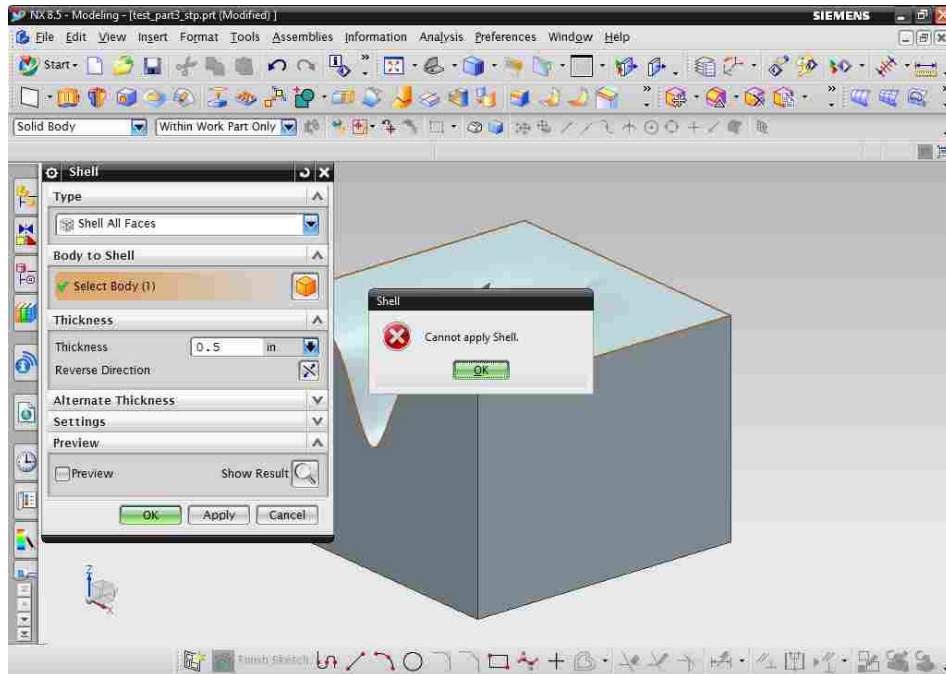 NX 8.5 - Modeling - [test_part3_stp.prt (Modified) ]
SIEMENS
File Edit View Insert Format Tools Assemblies Information Analysis Preferences Window Help
Start
Solid Body
Within Work Part Only
Shell
Type
Shell All Faces
Body to Shell
Select Body (1)
Thickness
Thickness 0.5 in
Reverse Direction
Alternate Thickness
Settings
Preview
Preview Show Result
OK Apply Cancel
Shell
Cannot apply Shell.
OK
Z
X
Finish Sketch